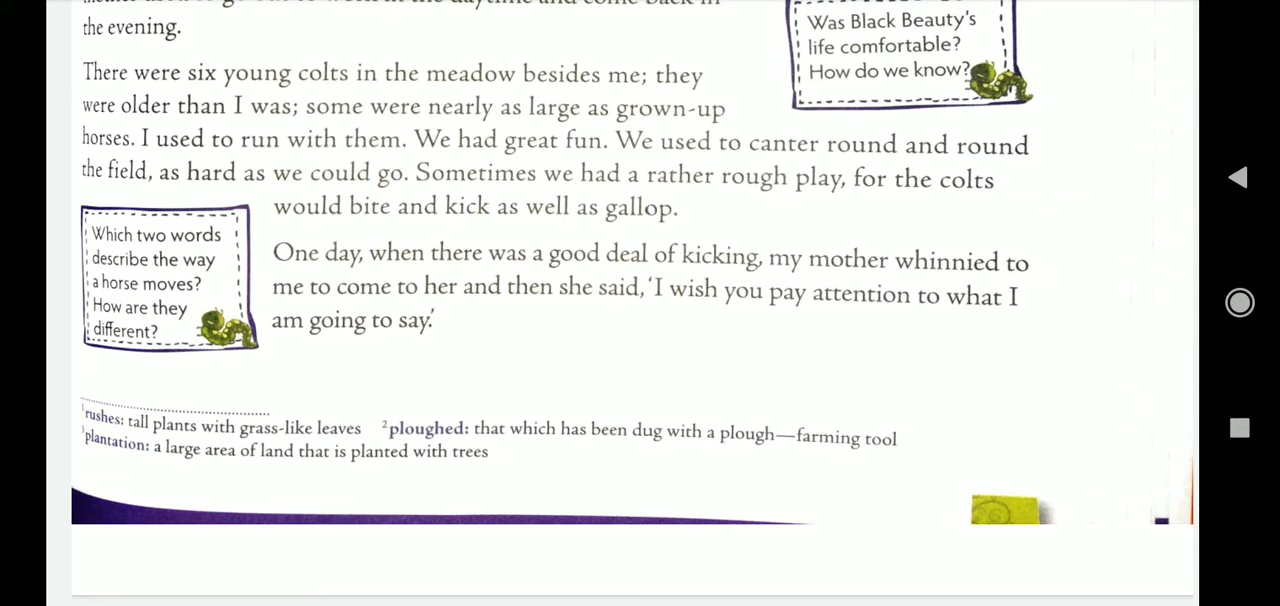 the evening.
Was Black Beauty's
life comfortable?
How do we know?
There were six young colts in the meadow besides me; they
were older than I was; some were nearly as large as grown-up
horses. I used to run with them. We had great fun. We used to canter round and round
the field, as hard as we could go. Sometimes we had a rather rough play, for the colts
would bite and kick as well as gallop.
Which two words
describe the way
a horse moves?
How are they
different?
One day, when there was a good deal of kicking, my mother whinnied to
me to come to her and then she said, 'I wish you pay attention to what I
am going to say.'
¹rushes: tall plants with grass-like leaves ²ploughed: that which has been dug with a plough—farming tool
³plantation: a large area of land that is planted with trees